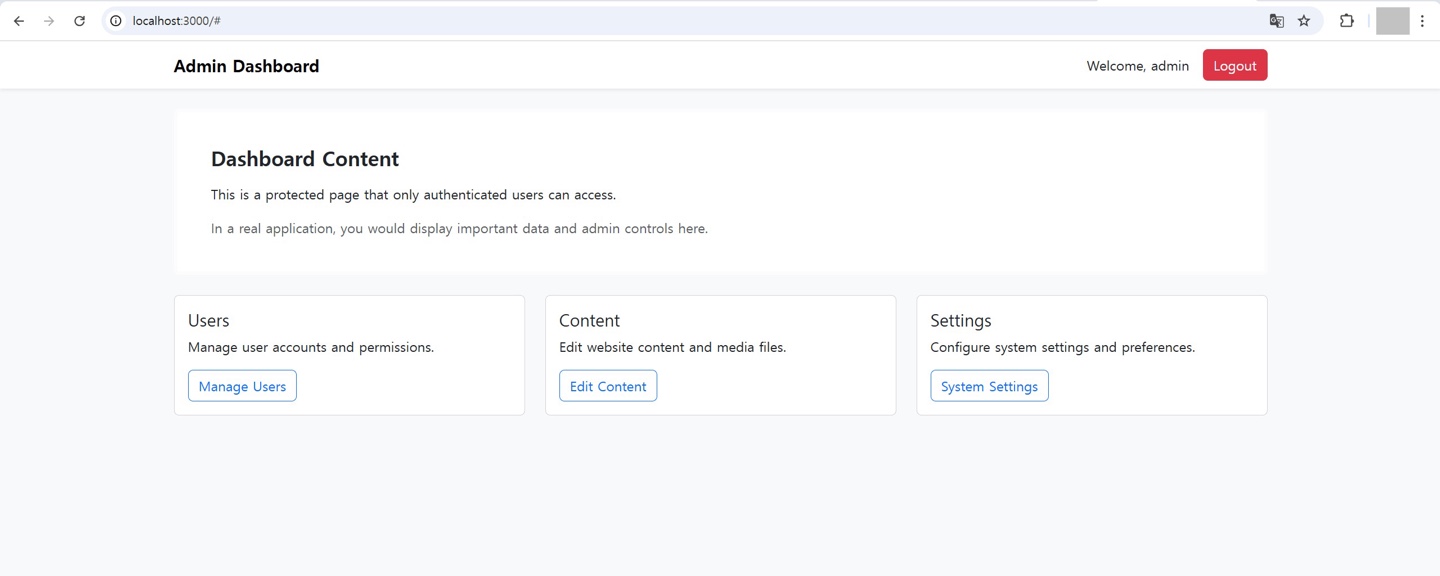 localhost:3000/#
Admin Dashboard
Welcome, admin
Logout
Dashboard Content
This is a protected page that only authenticated users can access.
In a real application, you would display important data and admin controls here.
Users
Manage user accounts and permissions.
Manage Users
Content
Edit website content and media files.
Edit Content
Settings
Configure system settings and preferences.
System Settings